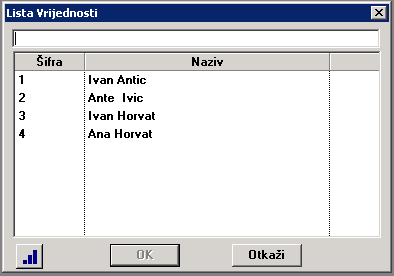 Lista Vrijednosti
Šifra Naziv
1 Ivan Antic
2 Ante Ivic
3 Ivan Horvat
4 Ana Horvat
OK Otkaži